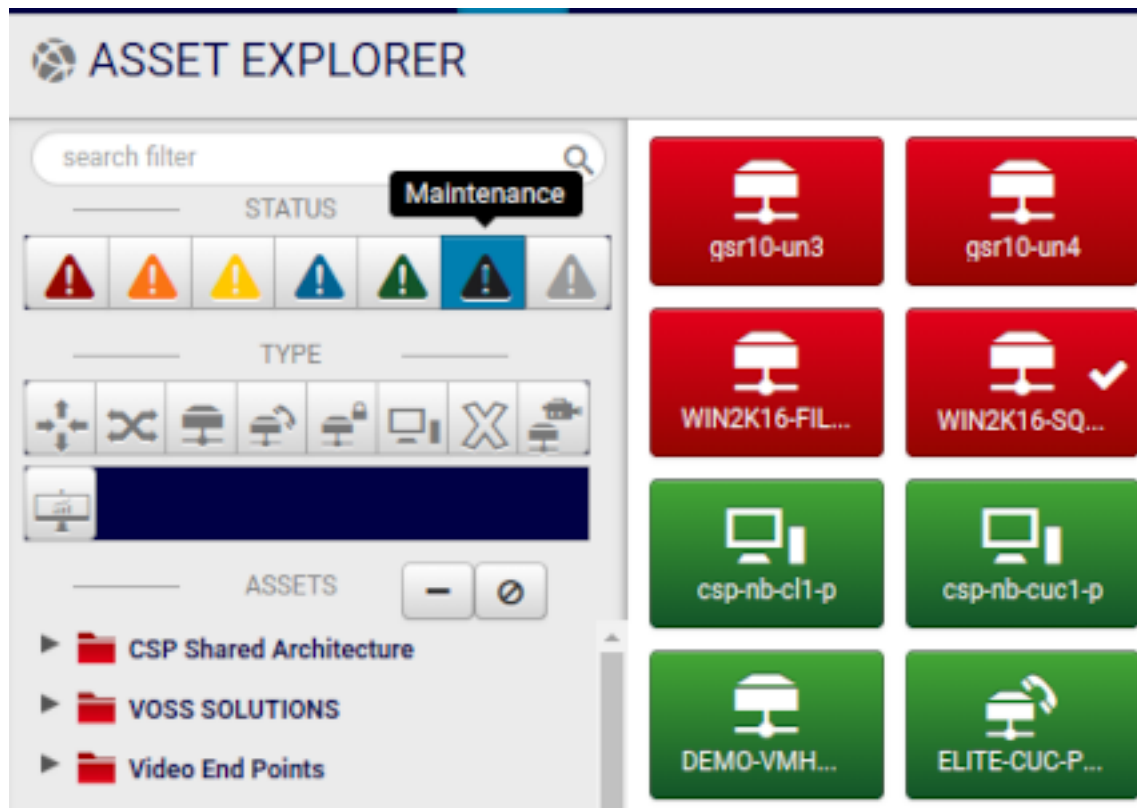 ASSET EXPLORER
search filter
Maintenance
STATUS
TYPE
ASSETS
CSP Shared Architecture
VOSS SOLUTIONS
Video End Points
gsr10-un3
gsr10-un4
WIN2K16-FIL...
WIN2K16-SQ...
csp-nb-cl1-p
csp-nb-cuc1-p
DEMO-VMH...
ELITE-CUC-P...